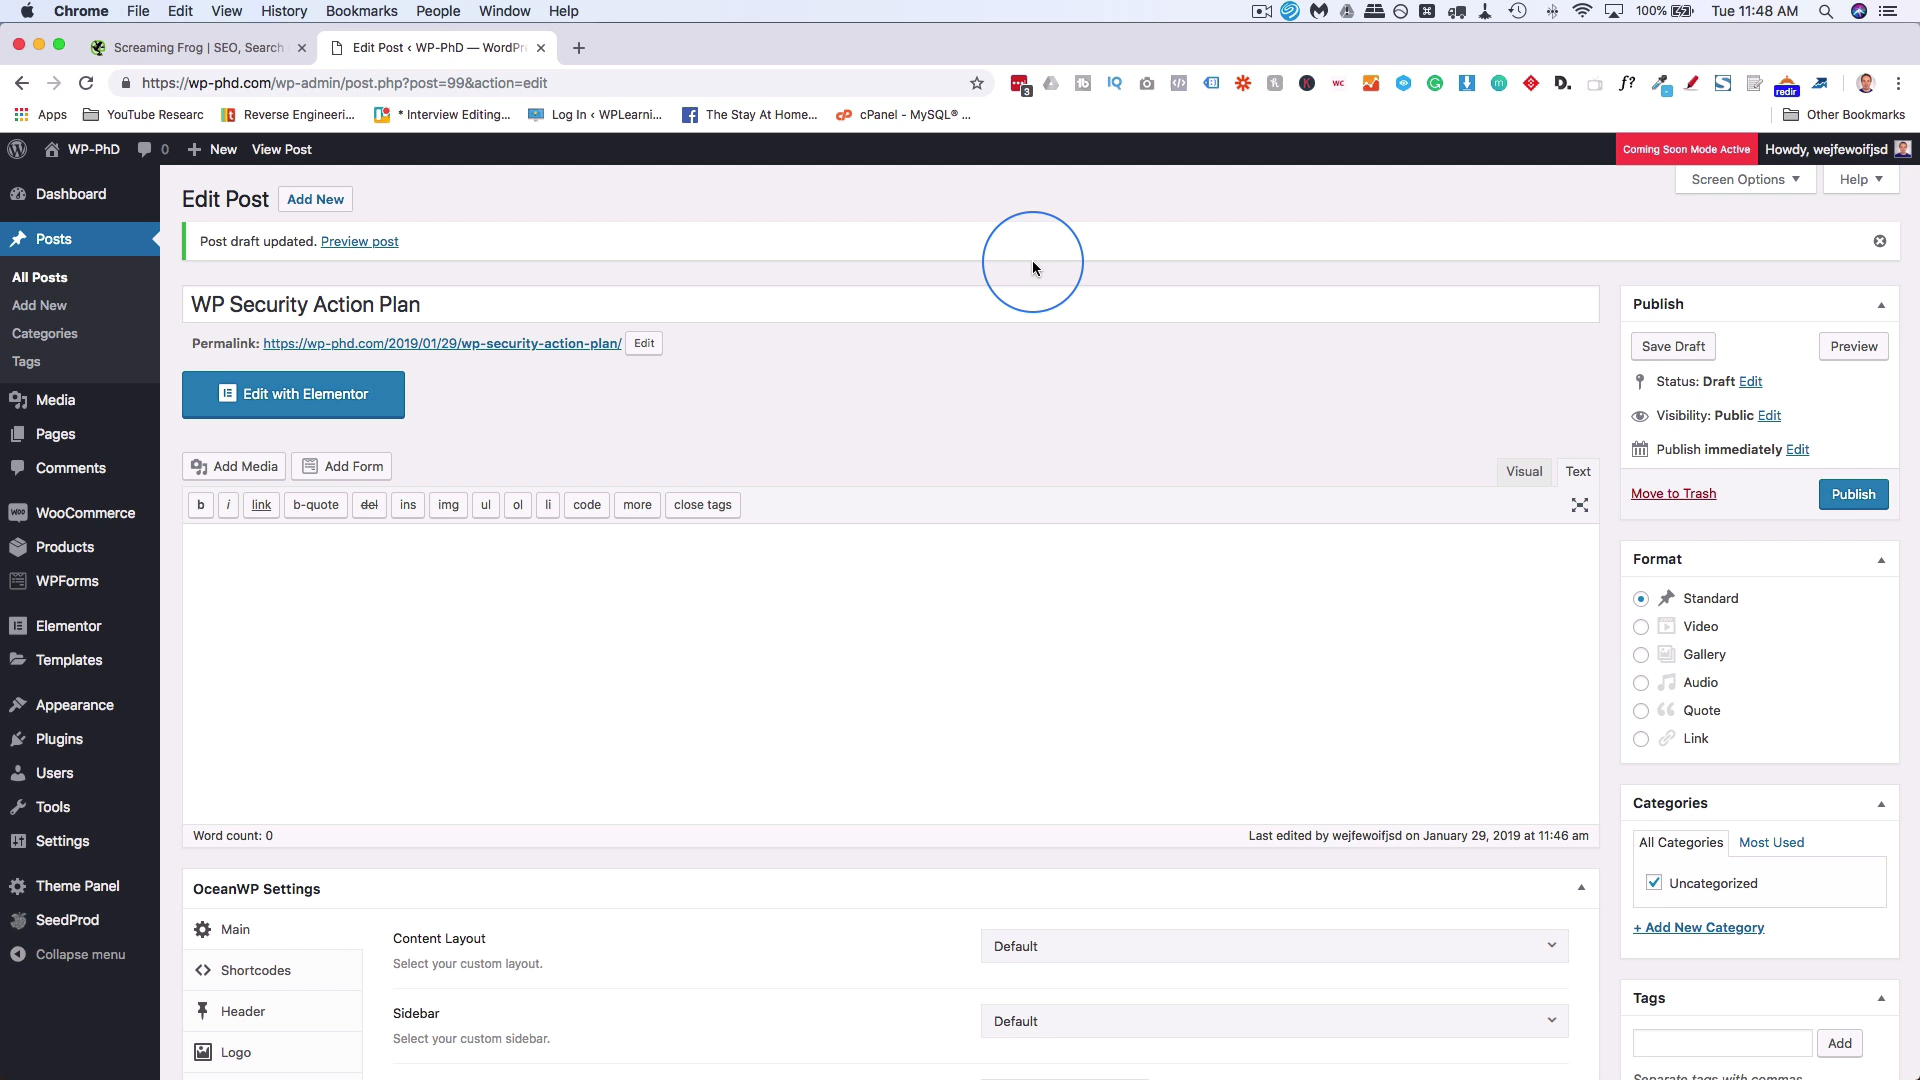 Chrome File Edit View History Bookmarks People Window Help 100% Tue 11:48 AM
Screaming Frog | SEO, Search Edit Post ‹ WP-PhD — WordPr
https://wp-phd.com/wp-admin/post.php?post=99&action=edit
3 redir
Apps YouTube Researc Reverse Engineeri... * Interview Editing... Log In ‹ WPLearni... The Stay At Home... cPanel - MySQL® ... Other Bookmarks
WP-PhD 0 New View Post Coming Soon Mode Active Howdy, wejfewoifjsd
Screen Options Help
Dashboard
Posts
All Posts
Add New
Categories
Tags
Media
Pages
Comments
WooCommerce
Products
WPForms
Elementor
Templates
Appearance
Plugins
Users
Tools
Settings
Theme Panel
SeedProd
Collapse menu
Edit Post Add New
Post draft updated. Preview post
WP Security Action Plan
Permalink: https://wp-phd.com/2019/01/29/wp-security-action-plan/ Edit
Edit with Elementor
Add Media Add Form Visual Text
b i link b-quote del ins img ul ol li code more close tags
Word count: 0 Last edited by wejfewoifjsd on January 29, 2019 at 11:46 am
OceanWP Settings
Main
Shortcodes
Header
Logo
Content Layout Default
Select your custom layout.
Sidebar Default
Select your custom sidebar.
Publish
Save Draft Preview
Status: Draft Edit
Visibility: Public Edit
Publish immediately Edit
Move to Trash Publish
Format
Standard
Video
Gallery
Audio
Quote
Link
Categories
All Categories Most Used
Uncategorized
+ Add New Category
Tags
Add
Separate tags with commas